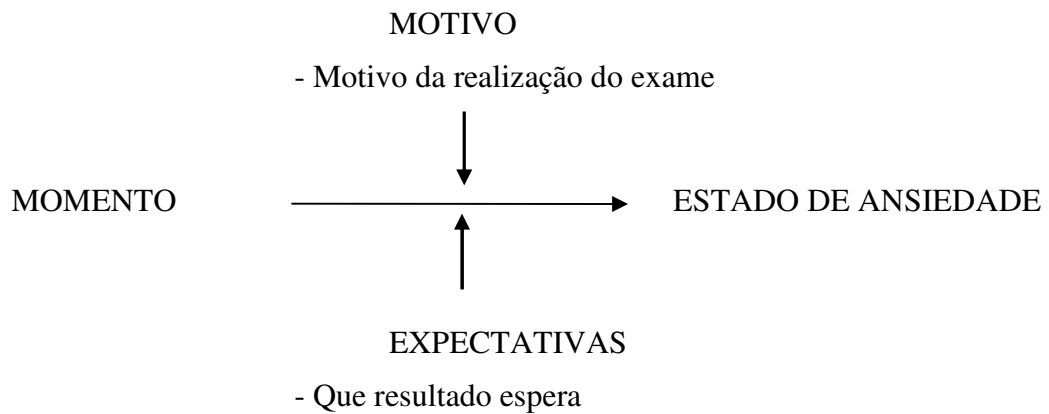 MOTIVO
- Motivo da realização do exame
MOMENTO
ESTADO DE ANSIEDADE
EXPECTATIVAS
- Que resultado espera